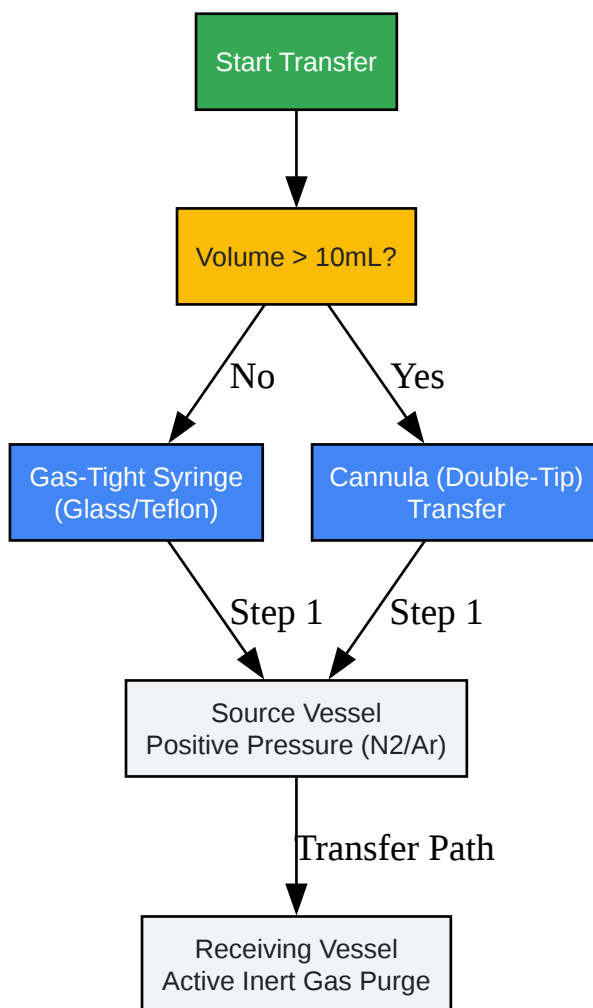 Start Transfer
Volume > 10mL?
No
Yes
Gas-Tight Syringe
(Glass/Teflon)
Cannula (Double-Tip)
Transfer
Step 1
Step 1
Source Vessel
Positive Pressure (N2/Ar)
Transfer Path
Receiving Vessel
Active Inert Gas Purge